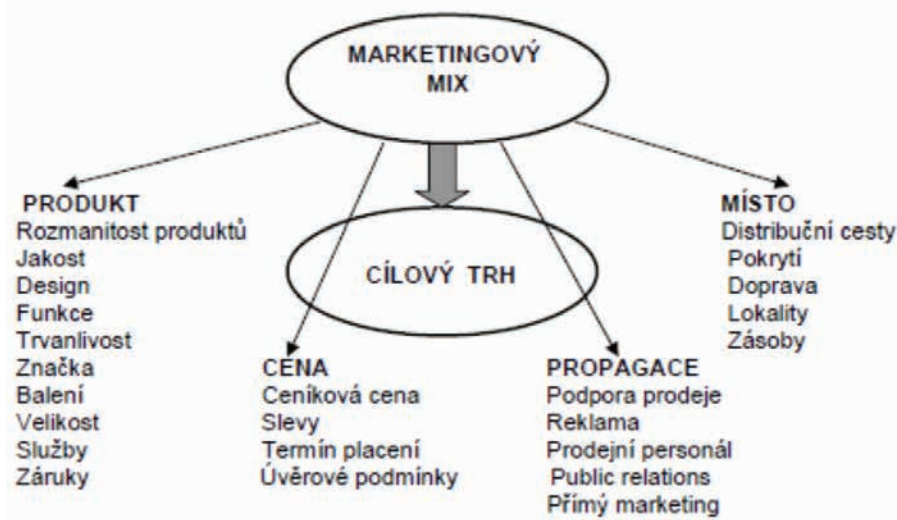 MARKETINGOVÝ
MIX
PRODUKT
Rozmanitost produktů
Jakost
Design
Funkce
Trvanlivost
Značka
Balení
Velikost
Služby
Záruky
CÍLOVÝ TRH
CENA
Ceníková cena
Slevy
Termín placení
Úvěrové podmínky
PROPAGACE
Podpora prodeje
Reklama
Prodejní personál
Public relations
Přímý marketing
MÍSTO
Distribuční cesty
Pokrytí
Doprava
Lokality
Zásoby